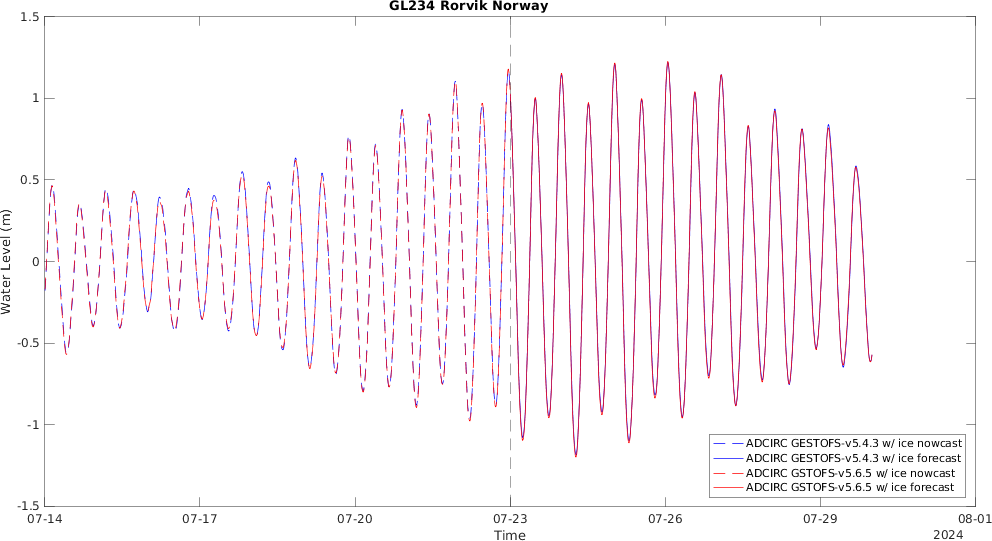 GL234 Rorvik Norway
1.5
1
0.5
0
-0.5
-1
-1.5
Water Level (m)
07-14 07-17 07-20 07-23 07-26 07-29 08-01
Time
2024
ADCIRC GESTOFS-v5.4.3 w/ ice nowcast
ADCIRC GESTOFS-v5.4.3 w/ ice forecast
ADCIRC GSTOFS-v5.6.5 w/ ice nowcast
ADCIRC GSTOFS-v5.6.5 w/ ice forecast